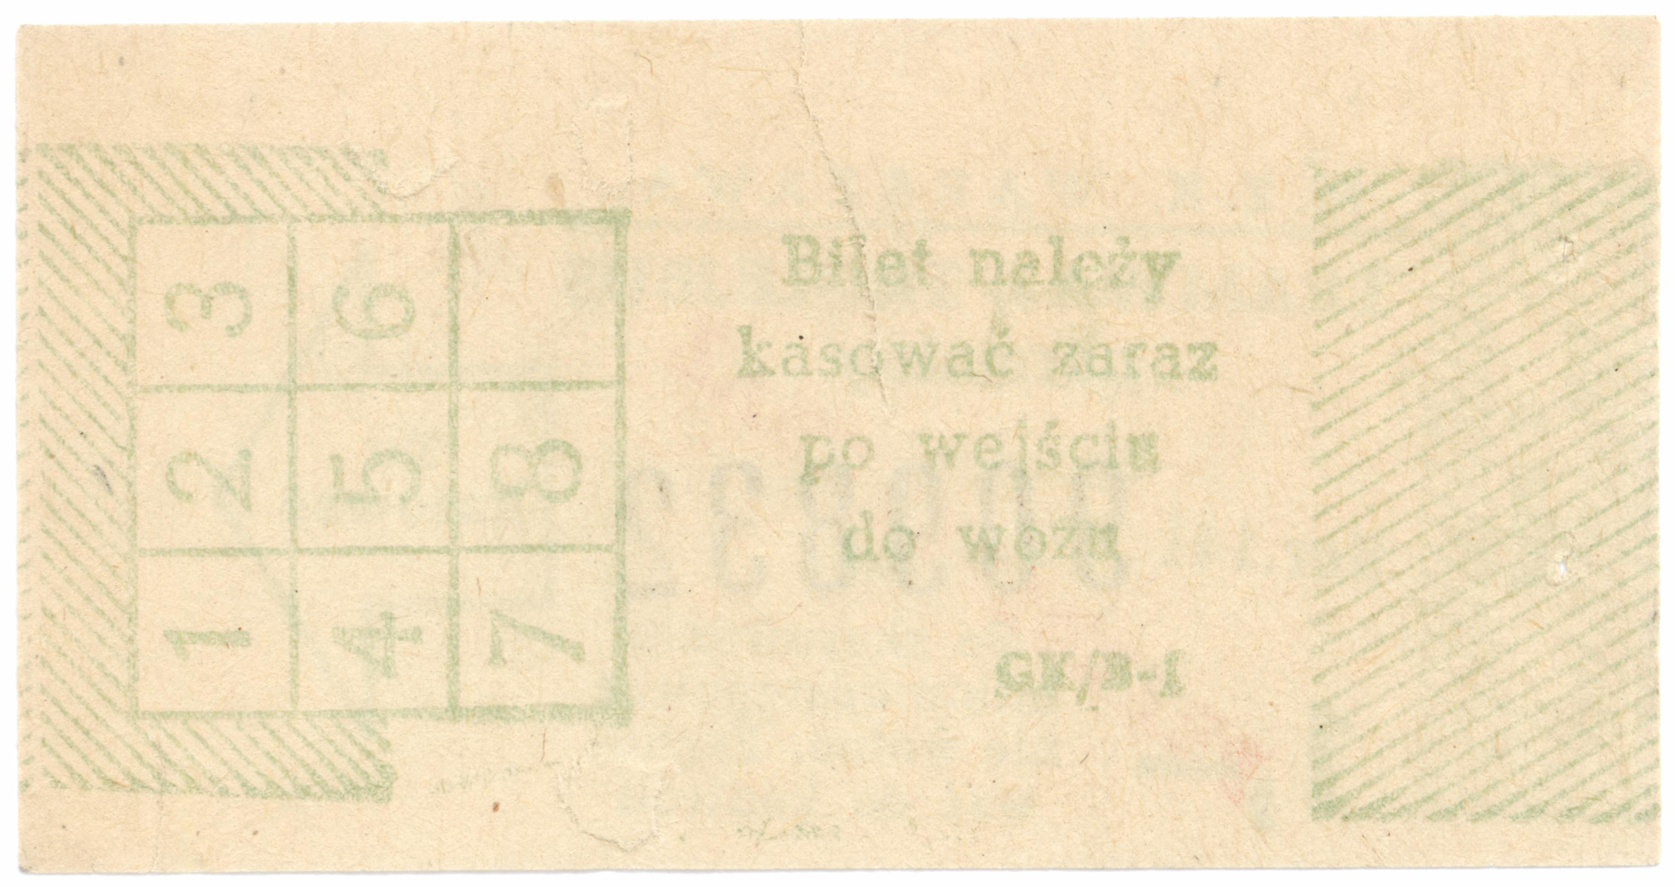 Bilet należy
kasować zaraz
po wejściu
do wozu
GK/B-1
3 6
2 5 8
1 4 7